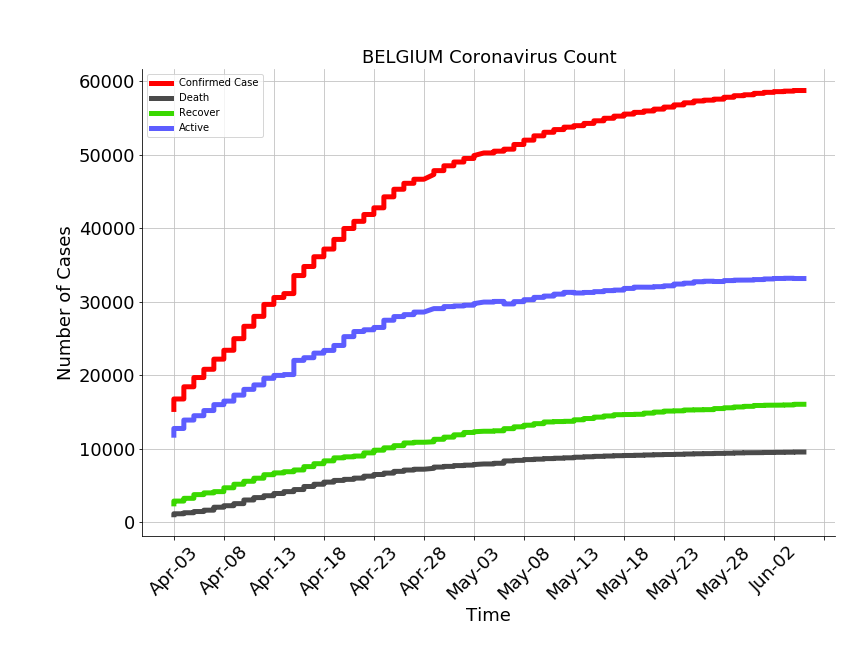 BELGIUM Coronavirus Count
Confirmed Case
Death
Recover
Active
Number of Cases
60000
50000
40000
30000
20000
10000
0
Apr-03
Apr-08
Apr-13
Apr-18
Apr-23
Apr-28
May-03
May-08
May-13
May-18
May-23
May-28
Jun-02
Time